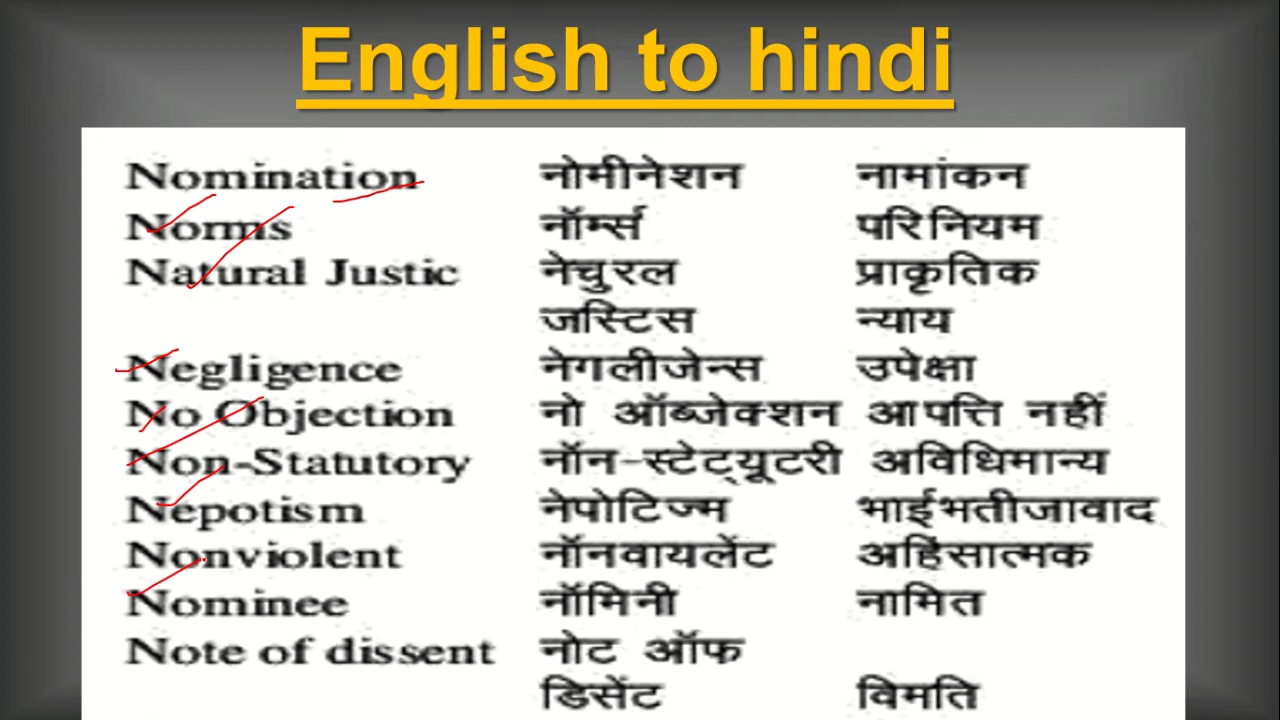 English to hindi
Nomination नोमीनेशन नामांकन
Norms नॉर्म्स परिनियम
Natural Justic नेचुरल प्राकृतिक
जस्टिस न्याय
Negligence नेगलीजेन्स उपेक्षा
No Objection नो ऑब्जेक्शन आपत्ति नहीं
Non-Statutory नॉन-स्टेट्यूटरी अविधिमान्य
Nepotism नेपोटिज्म भाईभतीजावाद
Nonviolent नॉनवायलेंट अहिंसात्मक
Nominee नॉमिनी नामित
Note of dissent नोट ऑफ
डिसेंट विमति